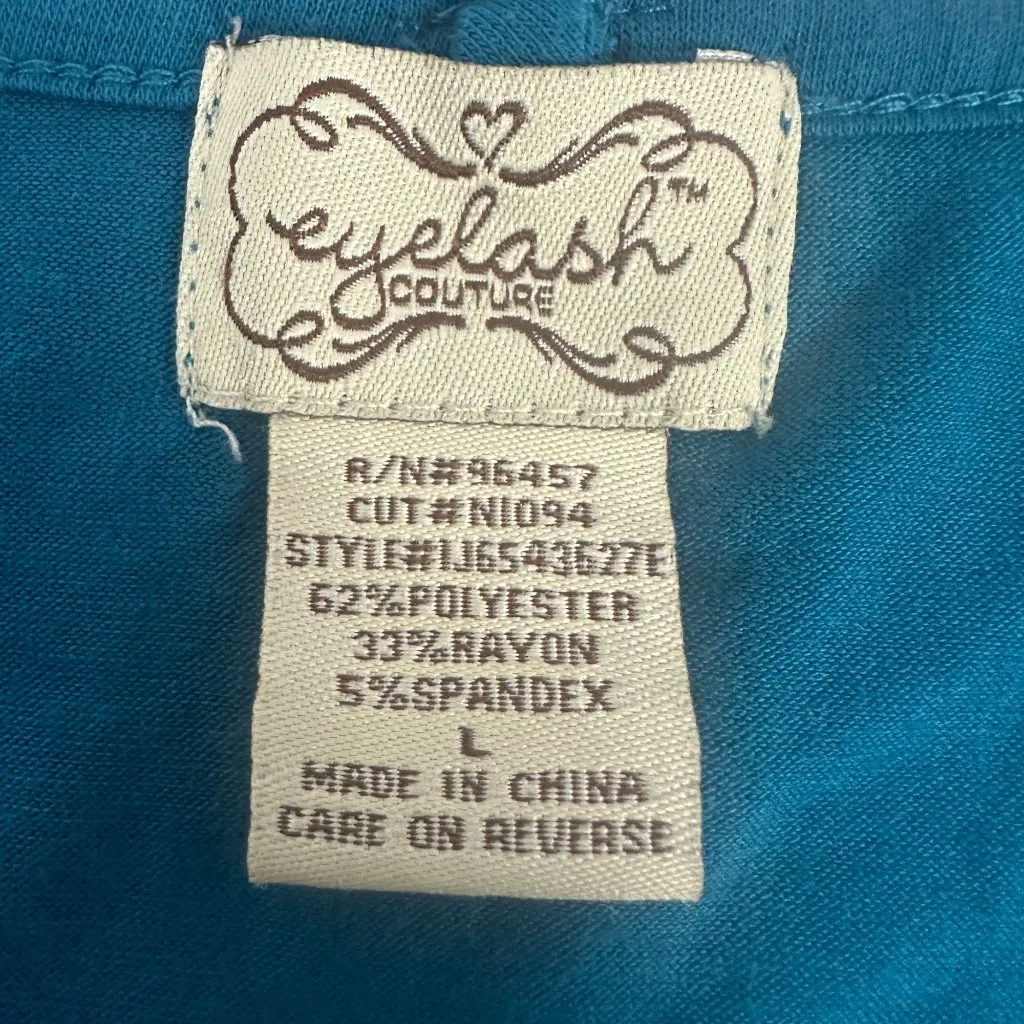 eyelash™
COUTURE
R/N#96457
CUT#N1094
STYLE#1J6543627E
62%POLYESTER
33%RAYON
5%SPANDEX
L
MADE IN CHINA
CARE ON REVERSE